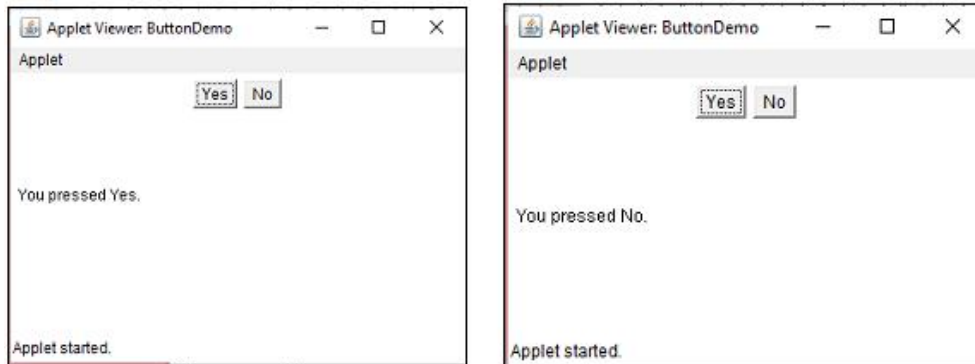 Applet Viewer: ButtonDemo
Applet
Yes No
You pressed Yes.
Applet started.
Applet Viewer: ButtonDemo
Applet
Yes No
You pressed No.
Applet started.